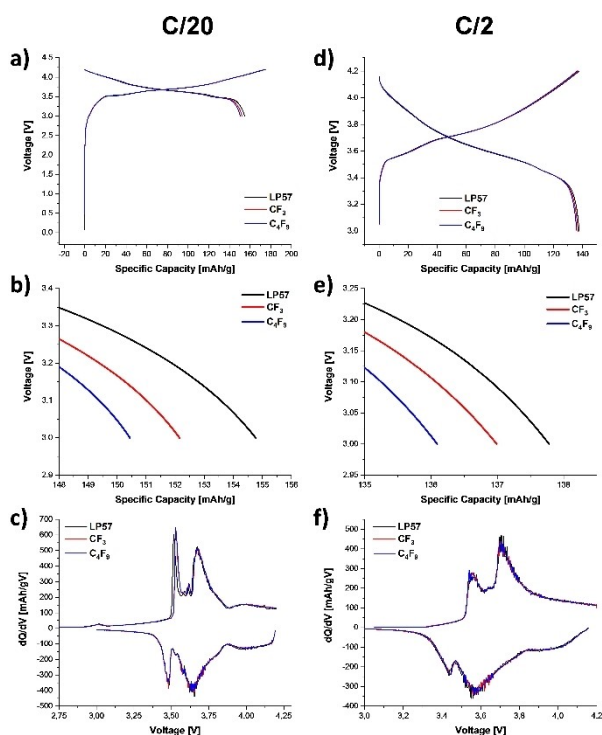 C/20
C/2
a)
4.5
4.0
3.5
3.0
2.5
2.0
1.5
1.0
0.5
0.0
Voltage [V]
LP57
CF3
C4F9
-20 0 20 40 60 80 100 120 140 160 180 200
Specific Capacity [mAh/g]
d)
4.2
4.0
3.8
3.6
3.4
3.2
3.0
Voltage [V]
LP57
CF3
C4F9
0 20 40 60 80 100 120 140
Specific Capacity [mAh/g]
b)
3.4
3.3
3.2
3.1
3.0
2.9
Voltage [V]
LP57
CF3
C4F9
148 149 150 151 152 153 154 155 156
Specific Capacity [mAh/g]
e)
3.25
3.20
3.15
3.10
3.05
3.00
2.95
Voltage [V]
LP57
CF3
C4F9
135 136 137 138
Specific Capacity [mAh/g]
c)
700
600
500
400
300
200
100
0
-100
-200
-300
-400
-500
dQ/dV [mAh/gV]
LP57
CF3
C4F9
2,75 3,00 3,25 3,50 3,75 4,00 4,25
Voltage [V]
f)
500
400
300
200
100
0
-100
-200
-300
-400
dQ/dV [mAh/gV]
LP57
CF3
C4F9
3,0 3,3 3,6 3,9 4,2
Voltage [V]